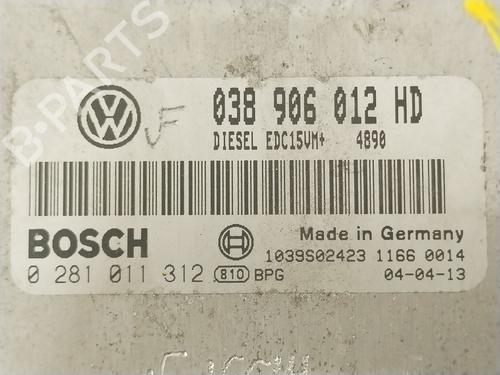 B-PARTS
VF
038 906 012 HD
DIESEL EDC15VM+ 4890
BOSCH
Made in Germany
0 281 011 312 810 BPG
1039S02423 1166 0014
04-04-13